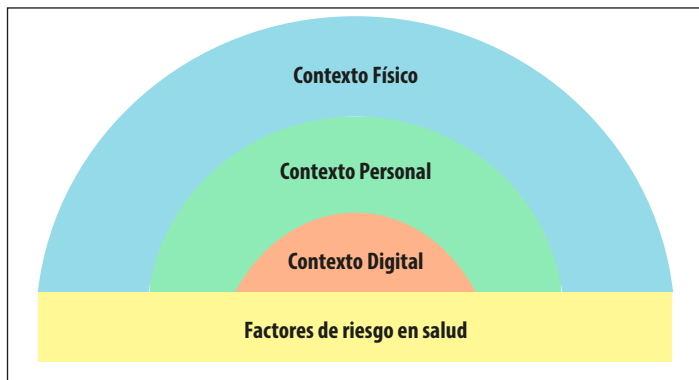 Contexto Físico
Contexto Personal
Contexto Digital
Factores de riesgo en salud